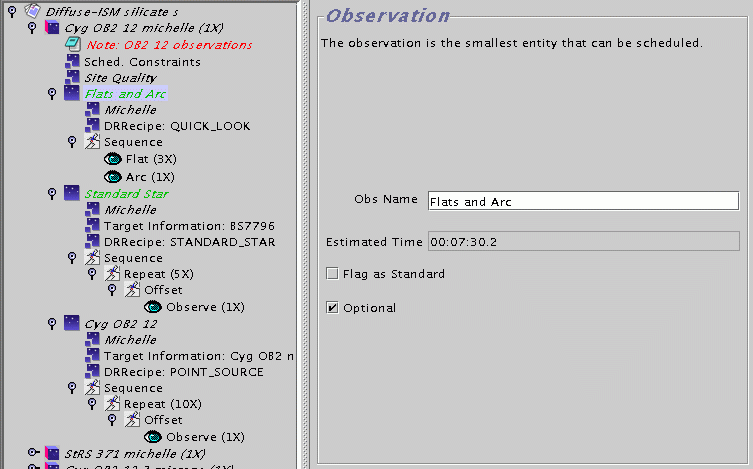 Diffuse-ISM silicate s
Cyg OB2 12 michelle (1X)
Note: OB2 12 observations
Sched. Constraints
Site Quality
Flats and Arc
Michelle
DRRecipe: QUICK_LOOK
Sequence
Flat (3X)
Arc (1X)
Standard Star
Michelle
Target Information: BS7796
DRRecipe: STANDARD_STAR
Sequence
Repeat (5X)
Offset
Observe (1X)
Cyg OB2 12
Michelle
Target Information: Cyg OB2 n
DRRecipe: POINT_SOURCE
Sequence
Repeat (10X)
Offset
Observe (1X)
StRS 371 michelle (1X)
Observation
The observation is the smallest entity that can be scheduled.
Obs Name Flats and Arc
Estimated Time 00:07:30.2
Flag as Standard
Optional